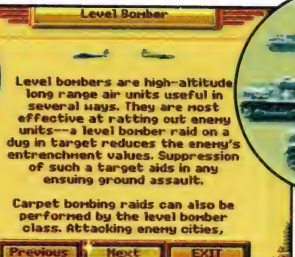 Level Bomber
Level bombers are high-altitude
long range air units useful in
several ways. They are most
effective at ratting out enemy
units--a level bomber raid on a
dug in target reduces the enemy's
entrenchment values. Suppression
of such a target aids in any
ensuing ground assault.
Carpet bombing raids can also be
performed by the level bomber
class. Attacking enemy cities,
Previous Next EXIT